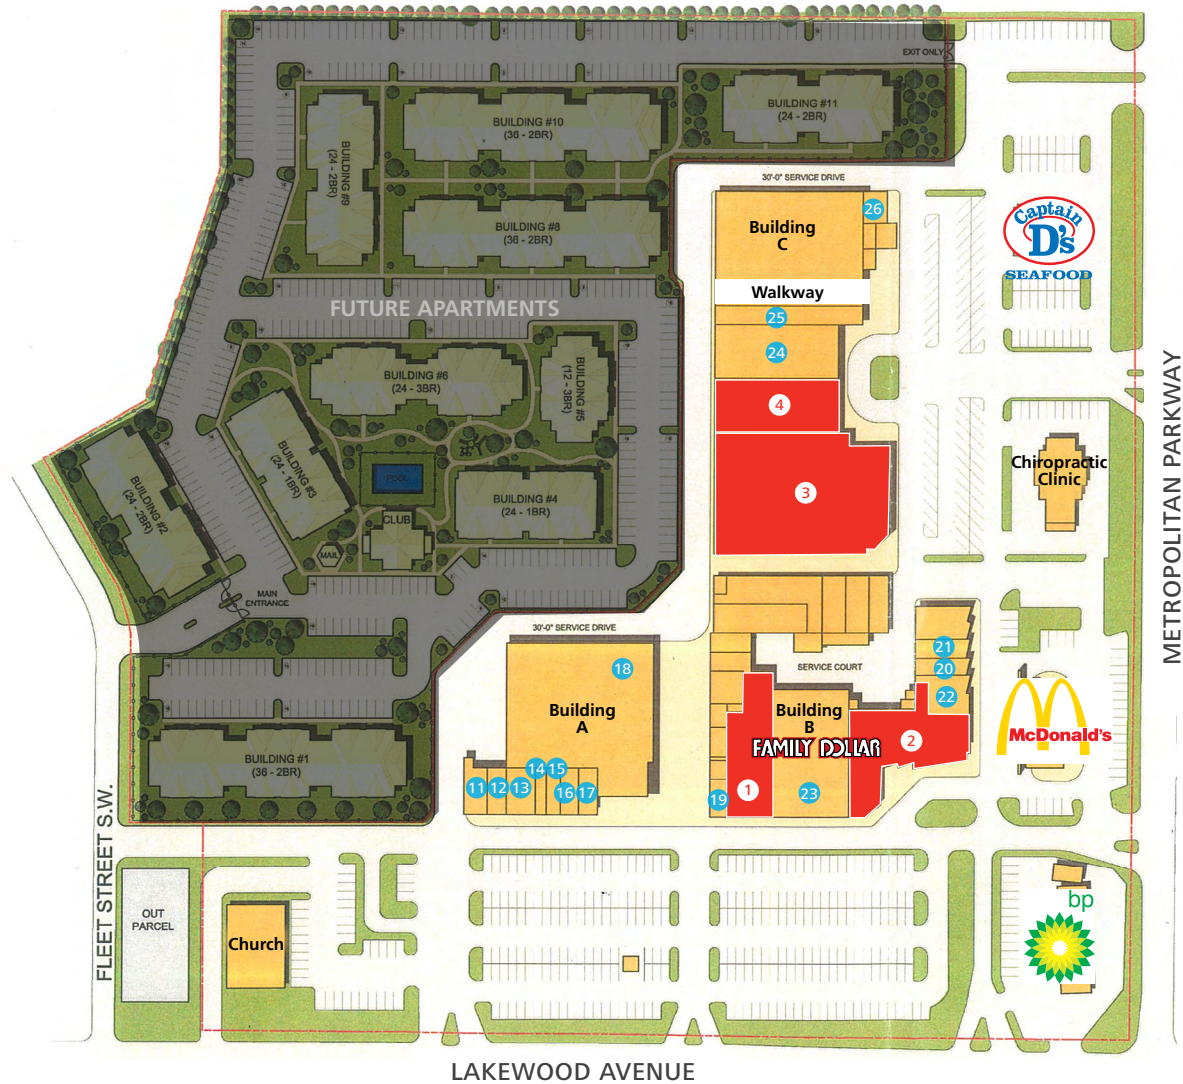 EXIT ONLY
BUILDING #11
(24 - 2BR)
BUILDING #10
(36 - 2BR)
BUILDING #9
(24 - 2BR)
BUILDING #8
(36 - 2BR)
30'-0" SERVICE DRIVE
26
Building
C
Captain
D's
SEAFOOD
Walkway
FUTURE APARTMENTS
25
24
BUILDING #6
(24 - 3BR)
BUILDING #5
(12 - 3BR)
4
METROPOLITAN PARKWAY
BUILDING #3
(24 - 1BR)
BUILDING #2
(24 - 2BR)
POOL
BUILDING #4
(24 - 1BR)
3
Chiropractic
Clinic
CLUB
MAIL
MAIN
ENTRANCE
30'-0" SERVICE DRIVE
18
SERVICE COURT
21
20
22
Building
A
Building
B
FAMILY DOLLAR
2
McDonald's
BUILDING #1
(36 - 2BR)
14
15
11
12
13
16
17
19
1
23
FLEET STREET S.W.
OUT
PARCEL
Church
bp
LAKEWOOD AVENUE